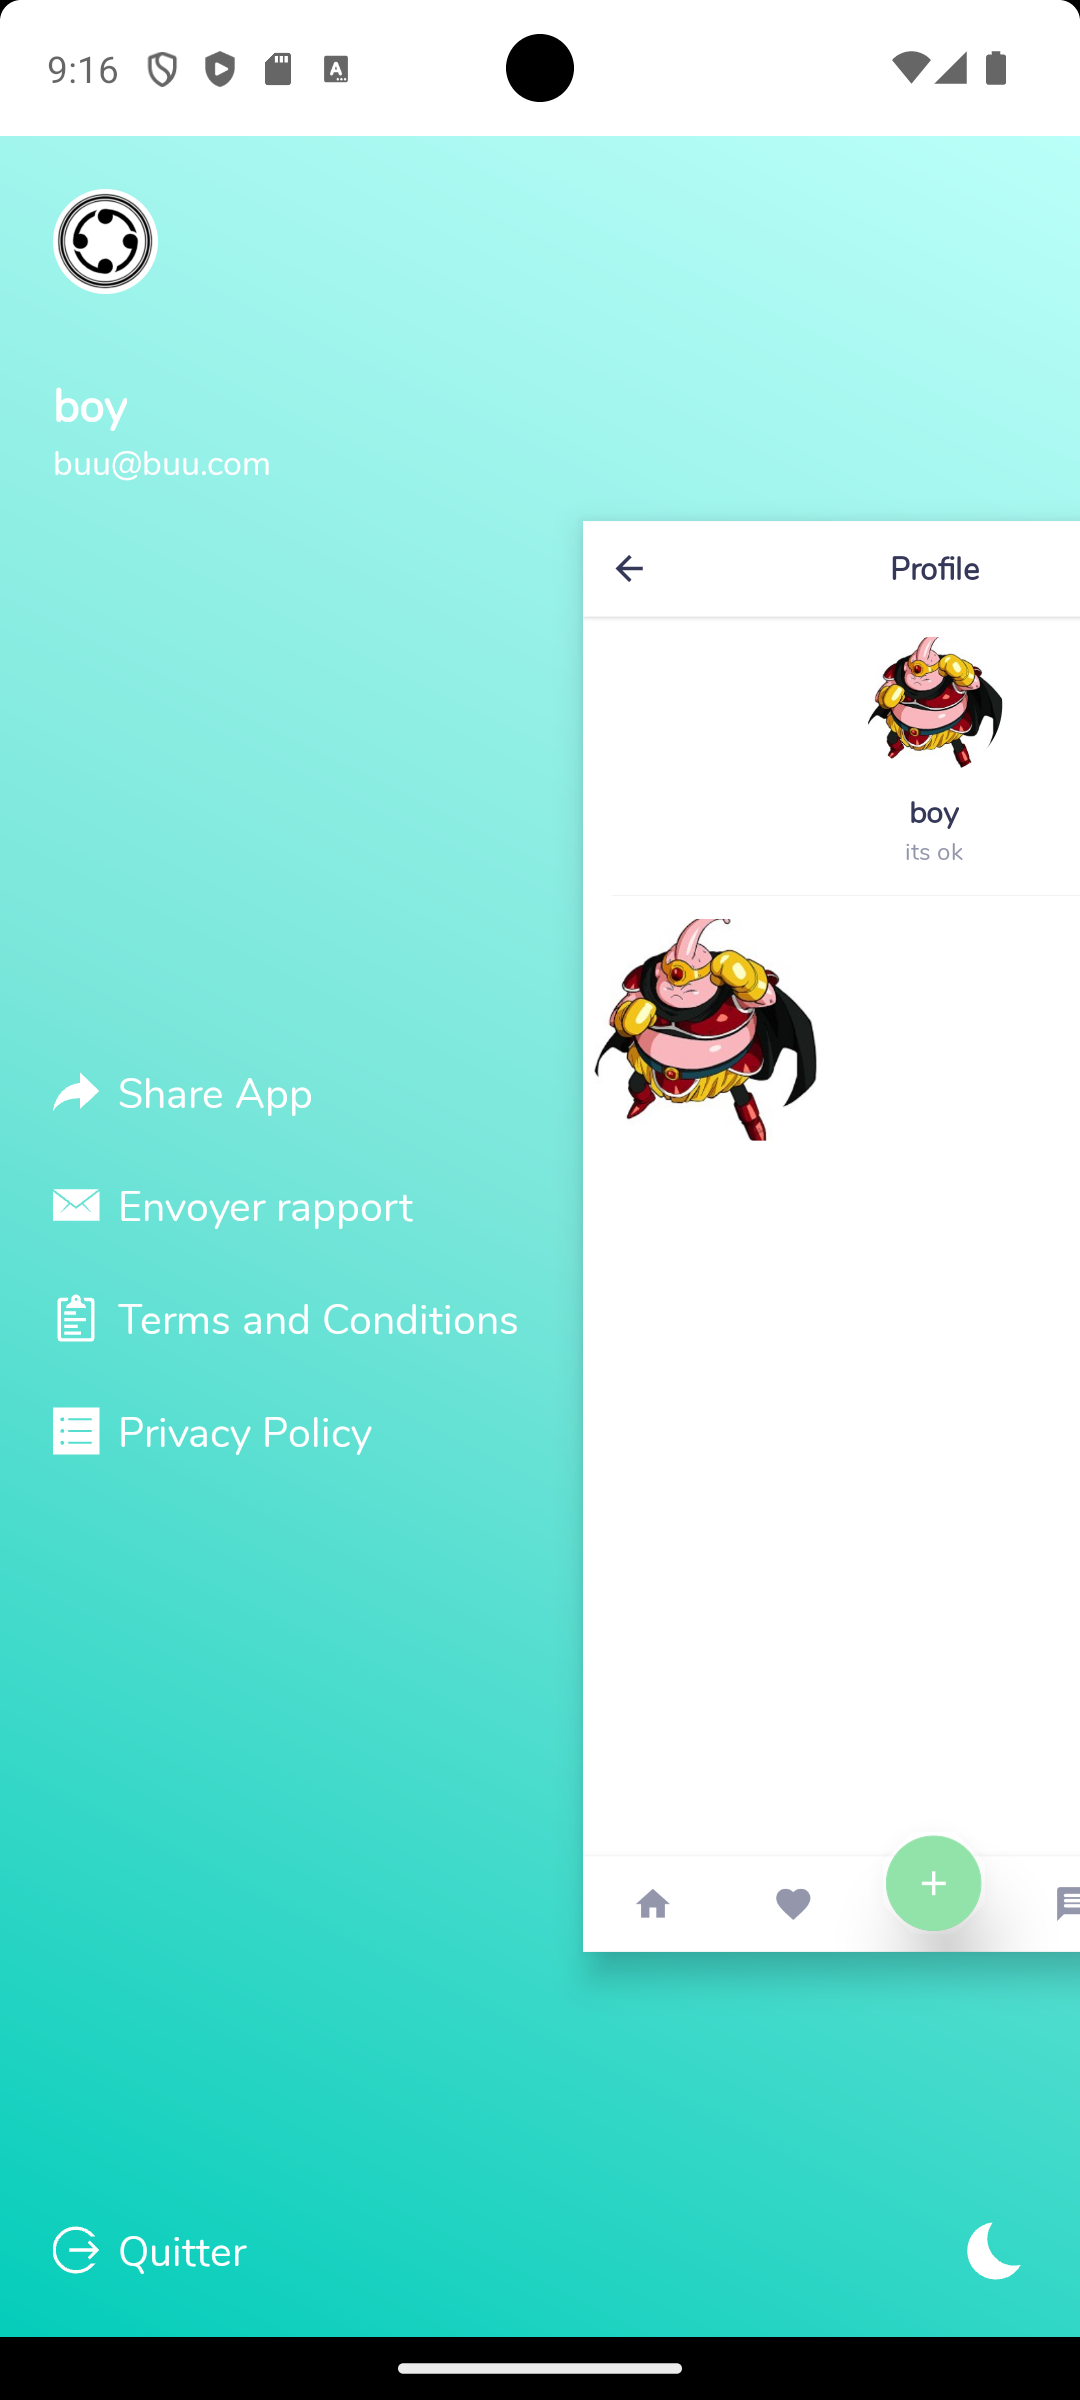 9:16
boy
buu@buu.com
Profile
boy
its ok
Share App
Envoyer rapport
Terms and Conditions
Privacy Policy
Quitter